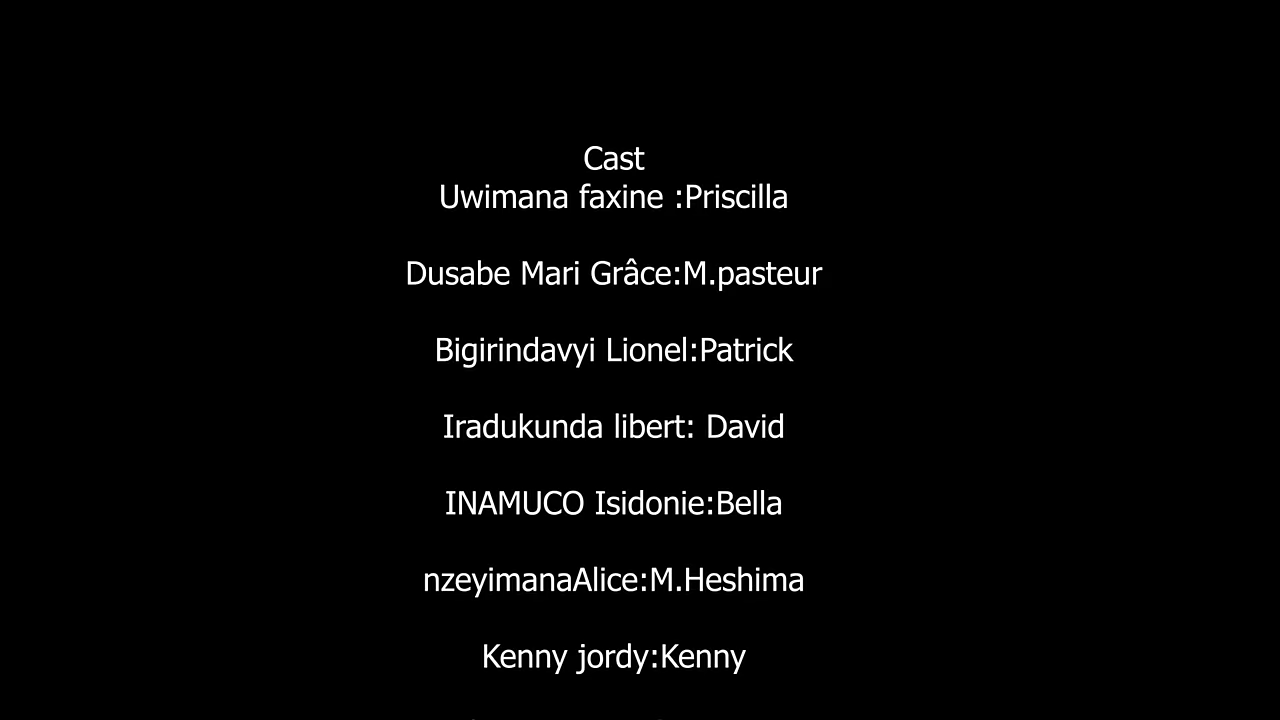 Cast
Uwimana faxine :Priscilla
Dusabe Mari Grâce:M.pasteur
Bigirindavyi Lionel:Patrick
Iradukunda libert: David
INAMUCO Isidonie:Bella
nzeyimanaAlice:M.Heshima
Kenny jordy:Kenny